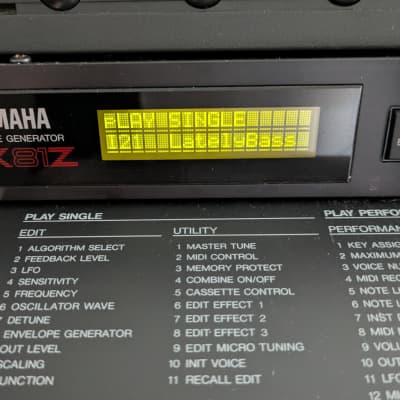 AMAHA
E GENERATOR
X81Z
PLAY SINGLE
I21 LatelyBass
PLAY SINGLE
EDIT
1 ALGORITHM SELECT
2 FEEDBACK LEVEL
3 LFO
4 SENSITIVITY
5 FREQUENCY
6 OSCILLATOR WAVE
7 DETUNE
ENVELOPE GENERATOR
OUT LEVEL
SCALING
FUNCTION
UTILITY
1 MASTER TUNE
2 MIDI CONTROL
3 MEMORY PROTECT
4 COMBINE ON/OFF
5 CASSETTE CONTROL
6 EDIT EFFECT 1
7 EDIT EFFECT 2
8 EDIT EFFECT 3
9 EDIT MICRO TUNING
10 INIT VOICE
11 RECALL EDIT
PLAY PERFO
PERFORMAN
1 KEY ASSIG
2 MAXIMUM
3 VOICE NU
4 MIDI REC
5 NOTE LI
6 NOTE L
7 INST D
8 MIDI
9 VOLU
10 OUT
11 LFO
12 MI